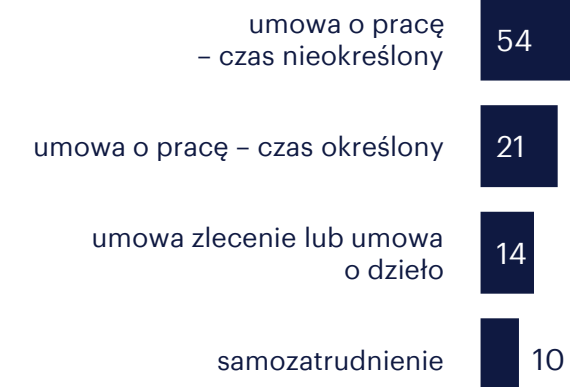 umowa o pracę
– czas nieokreślony
54
umowa o pracę – czas określony
21
umowa zlecenie lub umowa
o dzieło
14
samozatrudnienie
10